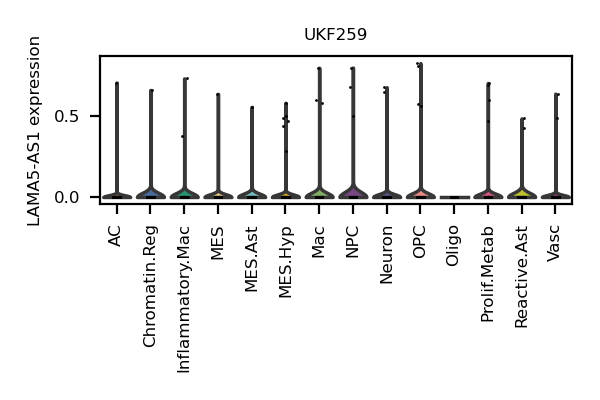 UKF259
LAMA5-AS1 expression
0.5
0.0
AC
Chromatin.Reg
Inflammatory.Mac
MES
MES.Ast
MES.Hyp
Mac
NPC
Neuron
OPC
Oligo
Prolif.Metab
Reactive.Ast
Vasc